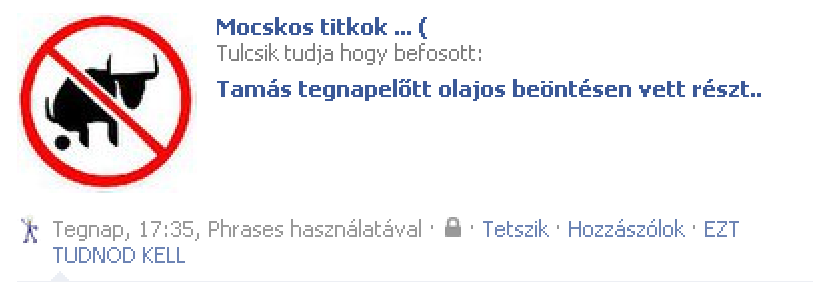 Mocskos titkok ... (
Tulcsik tudja hogy befosott:
Tamás tegnapelőtt olajos beöntésen vett részt..
Tegnap, 17:35, Phrases használatával · Tetszik · Hozzászólok · EZT
TUDNOD KELL